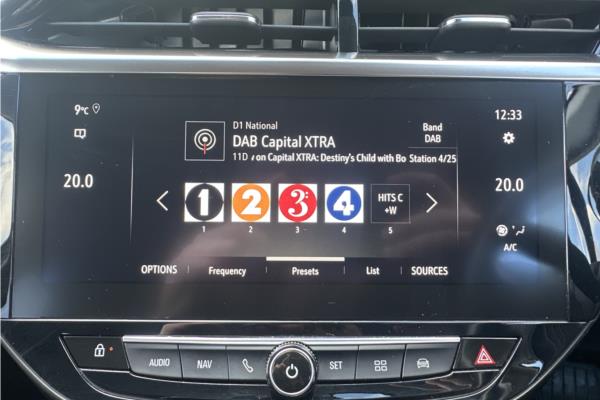 9°C
12:33
D1 National
DAB Capital XTRA
Band
DAB
11D on Capital XTRA: Destiny's Child with Bo
Station 4/25
20.0
20.0
1
2
3
4
HITS C
+W
1
2
3
4
5
A/C
OPTIONS
Frequency
Presets
List
SOURCES
AUDIO
NAV
SET